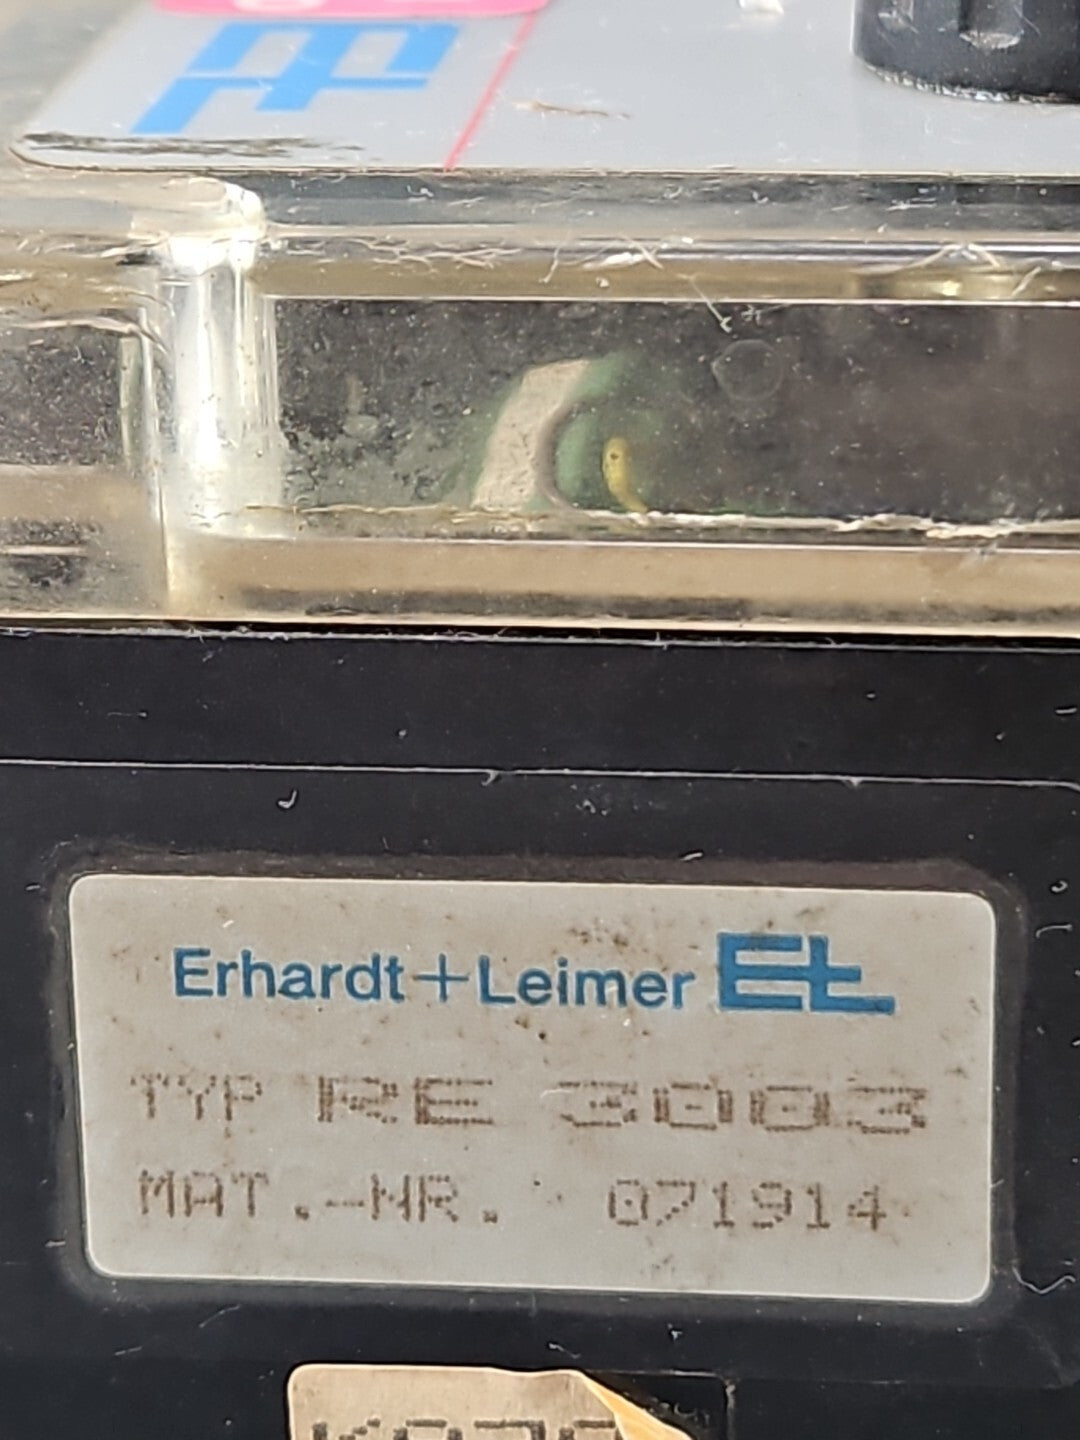 Erhardt+Leimer EL
TYP RE 3003
MAT.-NR. 071914